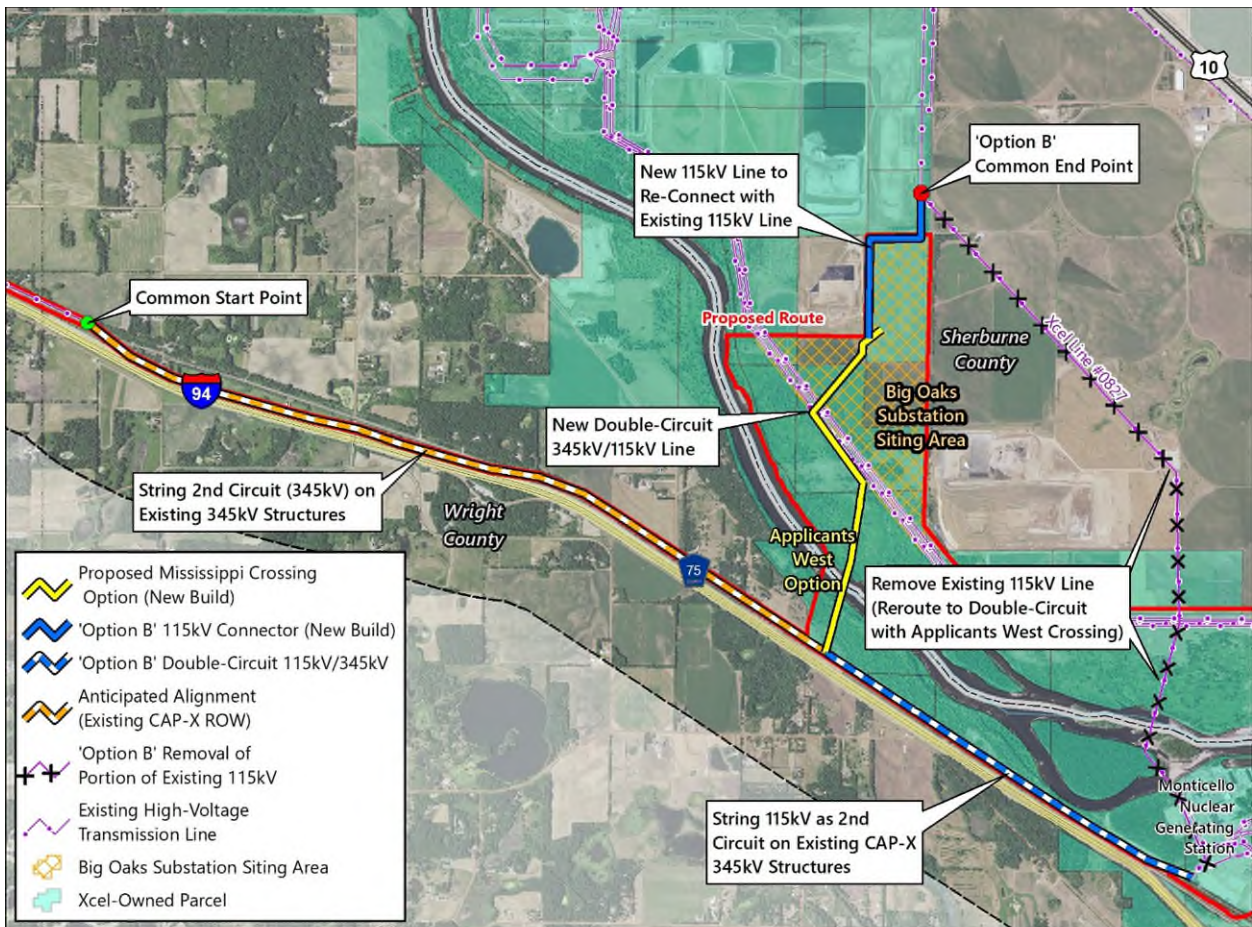 10
'Option B'
Common End Point
New 115kV Line to
Re-Connect with
Existing 115kV Line
Common Start Point
94
Proposed Route
Sherburne
County
Xcel Line #0827
Big Oaks
Substation
Siting Area
New Double-Circuit
345kV/115kV Line
String 2nd Circuit (345kV) on
Existing 345kV Structures
Wright
County
75
Applicants
West
Option
Remove Existing 115kV Line
(Reroute to Double-Circuit
with Applicants West Crossing)
Monticello
Nuclear
Generating
Station
String 115kV as 2nd
Circuit on Existing CAP-X
345kV Structures
Proposed Mississippi Crossing
Option (New Build)
'Option B' 115kV Connector (New Build)
'Option B' Double-Circuit 115kV/345kV
Anticipated Alignment
(Existing CAP-X ROW)
'Option B' Removal of
Portion of Existing 115kV
Existing High-Voltage
Transmission Line
Big Oaks Substation Siting Area
Xcel-Owned Parcel